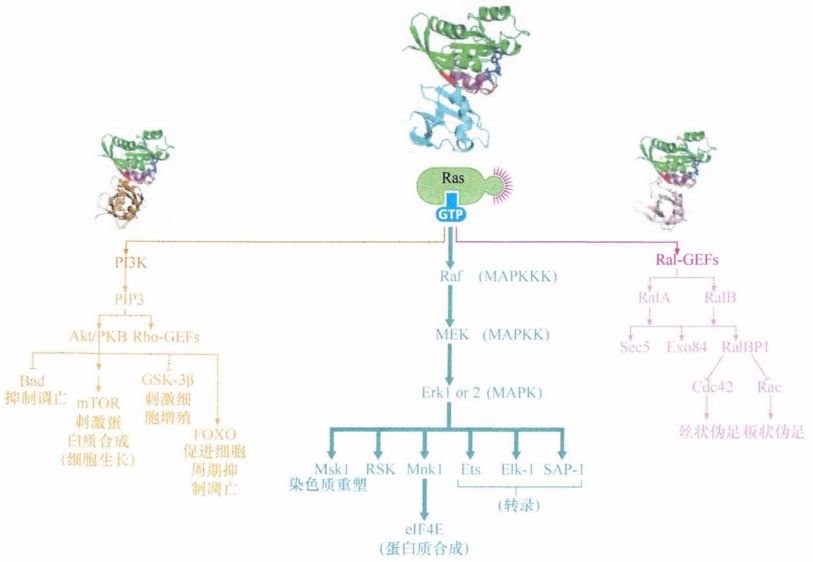 Ras
GTP
PI3K
PIP3
Akt/PKB Rho-GEFs
Bad
抑制调亡
mTOR
刺激蛋
白质合成
(细胞生长)
GSK-3β
刺激细
胞增殖
FOXO
促进细胞
周期抑
制调亡
Raf (MAPKKK)
MEK (MAPKK)
Erk1 or 2 (MAPK)
Msk1 RSK Mnk1 Ets Elk-1 SAP-1
染色质重塑
(转录)
eIF4E
(蛋白质合成)
Ral-GEFs
RalA RalB
Sec5 Exo84 RalBP1
Cdc42 Rac
丝状伪足 板状伪足